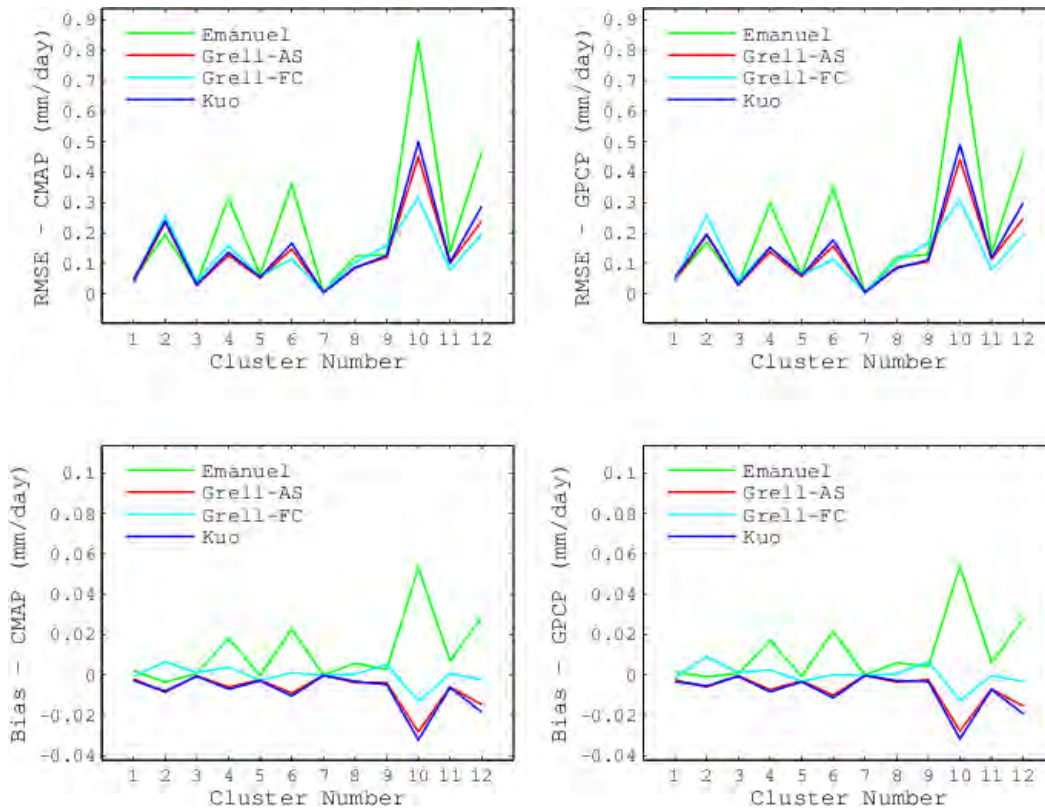 0.9
0.8
0.7
0.6
0.5
0.4
0.3
0.2
0.1
0
RMSE - CMAP (mm/day)
Emanuel
Grell-AS
Grell-FC
Kuo
1 2 3 4 5 6 7 8 9 10 11 12
Cluster Number
0.9
0.8
0.7
0.6
0.5
0.4
0.3
0.2
0.1
0
RMSE - GPCP (mm/day)
Emanuel
Grell-AS
Grell-FC
Kuo
1 2 3 4 5 6 7 8 9 10 11 12
Cluster Number
0.1
0.08
0.06
0.04
0.02
0
-0.02
-0.04
Bias - CMAP (mm/day)
Emanuel
Grell-AS
Grell-FC
Kuo
1 2 3 4 5 6 7 8 9 10 11 12
Cluster Number
0.1
0.08
0.06
0.04
0.02
0
-0.02
-0.04
Bias - GPCP (mm/day)
Emanuel
Grell-AS
Grell-FC
Kuo
1 2 3 4 5 6 7 8 9 10 11 12
Cluster Number